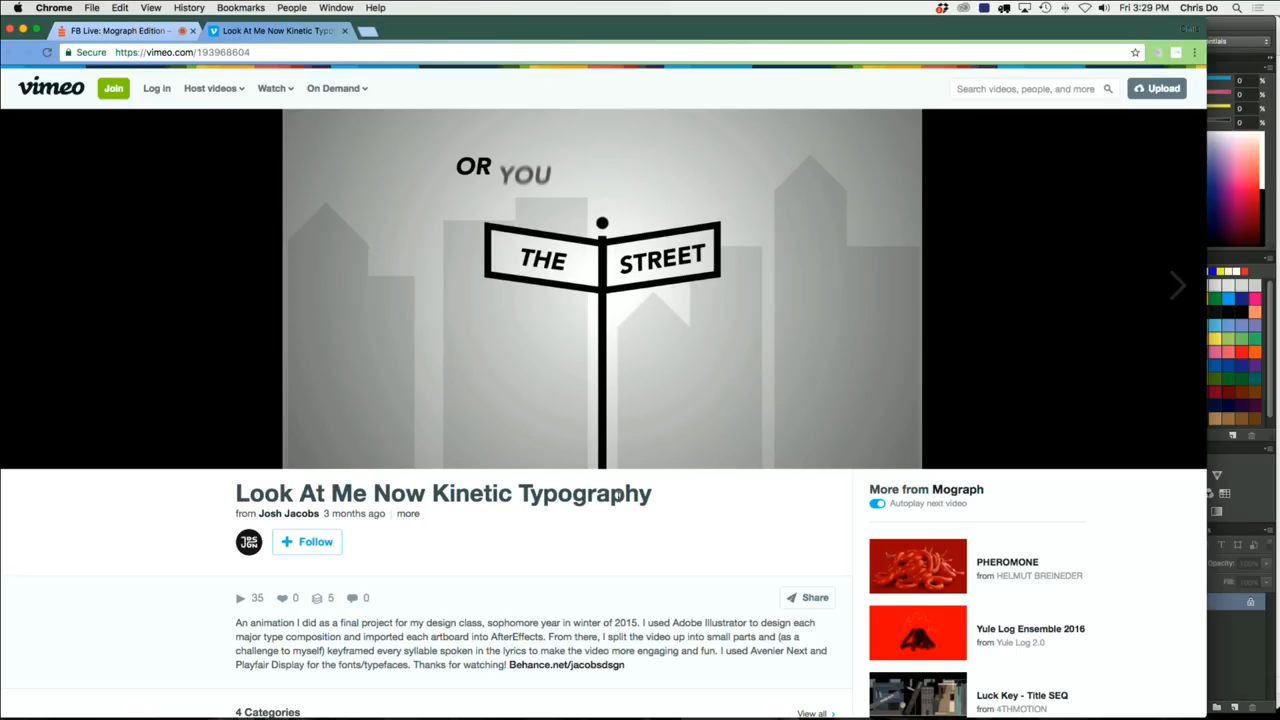 Chrome File Edit View History Bookmarks People Window Help Fri 3:29 PM Chris Do
FB Live: Mograph Edition - Look At Me Now Kinetic Typo
Secure https://vimeo.com/193968604
vimeo Join Log in Host videos Watch On Demand Search videos, people, and more Upload
OR YOU
THE STREET
Look At Me Now Kinetic Typography
from Josh Jacobs 3 months ago more
Follow
35 0 5 0 Share
An animation I did as a final project for my design class, sophomore year in winter of 2015. I used Adobe Illustrator to design each
major type composition and imported each artboard into AfterEffects. From there, I split the video up into small parts and (as a
challenge to myself) keyframed every syllable spoken in the lyrics to make the video more engaging and fun. I used Avenier Next and
Playfair Display for the fonts/typefaces. Thanks for watching! Behance.net/jacobsdsgn
4 Categories View all
More from Mograph
Autoplay next video
PHEROMONE
from HELMUT BREINEDER
Yule Log Ensemble 2016
from Yule Log 2.0
Luck Key - Title SEQ
from 4THMOTION
0 %
0 %
0 %
0 %
Opacity: 100%
Fill: 100%